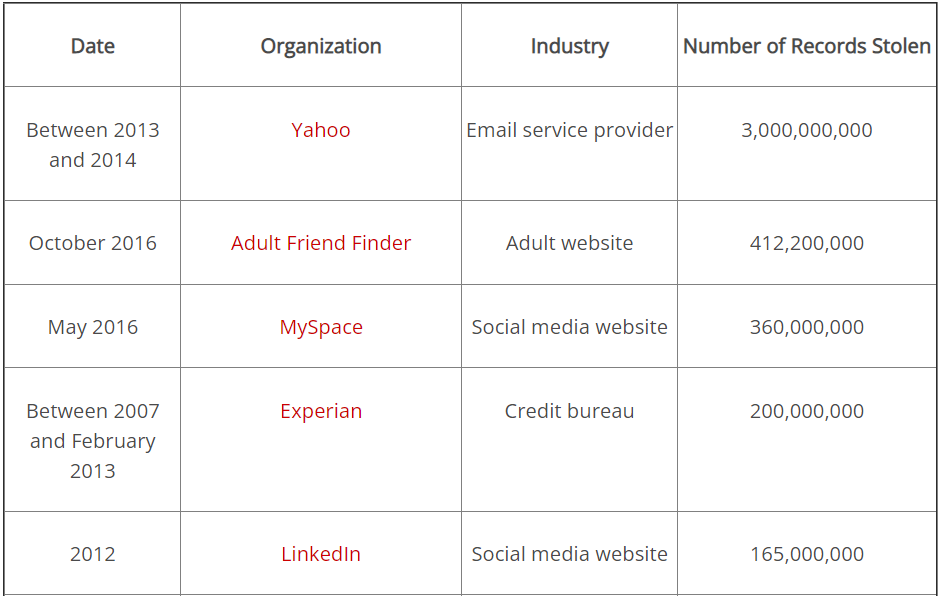 Date Organization Industry Number of Records Stolen
Between 2013 and 2014 Yahoo Email service provider 3,000,000,000
October 2016 Adult Friend Finder Adult website 412,200,000
May 2016 MySpace Social media website 360,000,000
Between 2007 and February 2013 Experian Credit bureau 200,000,000
2012 LinkedIn Social media website 165,000,000